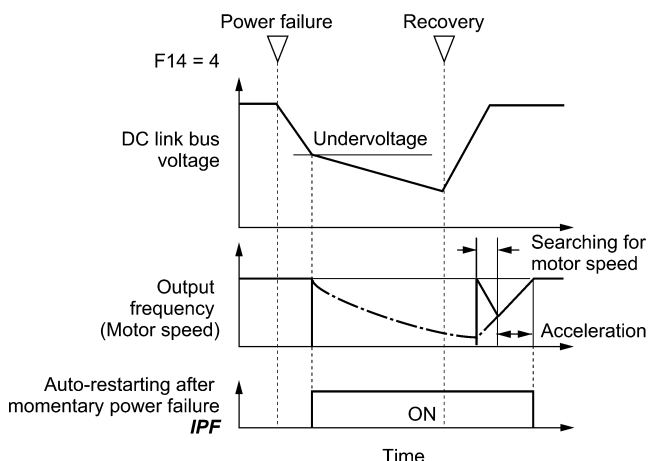 Power failure
Recovery
F14 = 4
DC link bus
voltage
Undervoltage
Searching for
motor speed
Output
frequency
(Motor speed)
Acceleration
Auto-restarting after
momentary power failure
IPF
ON
Time